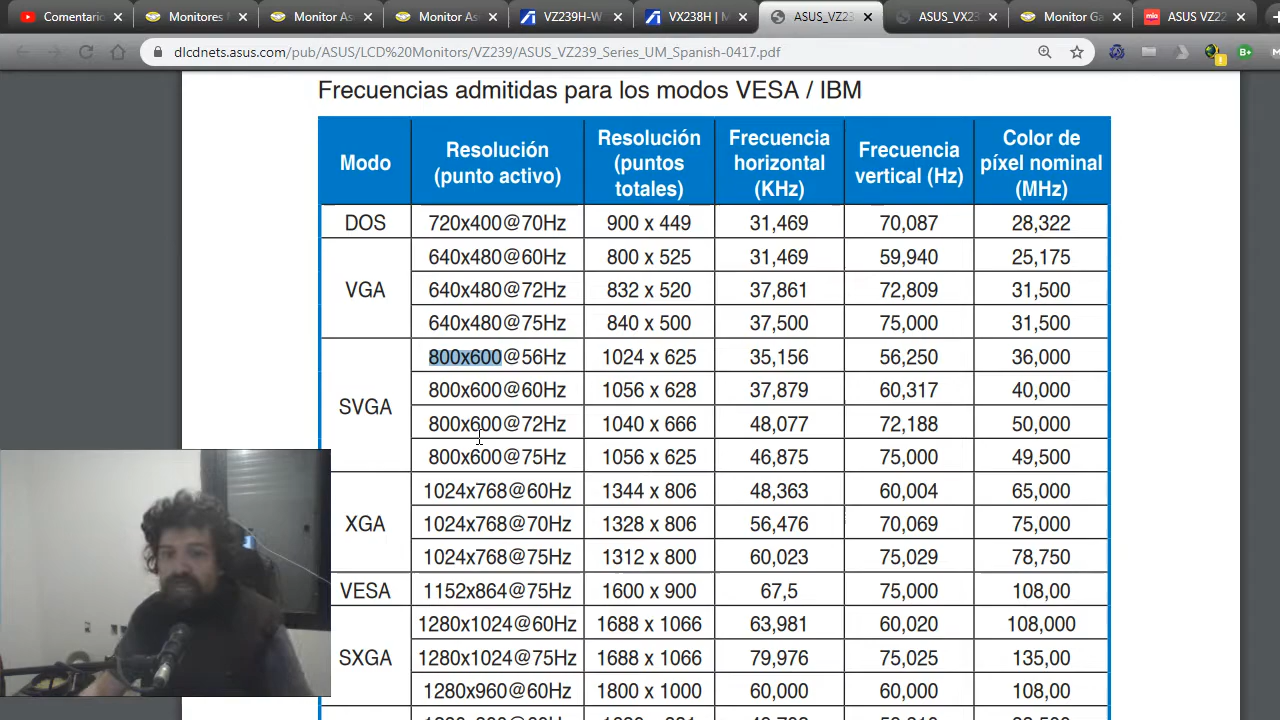 Comentario
Monitores
Monitor As
Monitor As
VZ239H-W
VX238H | M
ASUS_VZ23
ASUS_VX23
Monitor Ga
ASUS VZ22
dlcdnets.asus.com/pub/ASUS/LCD%20Monitors/VZ239/ASUS_VZ239_Series_UM_Spanish-0417.pdf
Frecuencias admitidas para los modos VESA / IBM
Modo Resolución (punto activo) Resolución (puntos totales) Frecuencia horizontal (KHz) Frecuencia vertical (Hz) Color de píxel nominal (MHz)
DOS 720x400@70Hz 900 x 449 31,469 70,087 28,322
VGA 640x480@60Hz 800 x 525 31,469 59,940 25,175
640x480@72Hz 832 x 520 37,861 72,809 31,500
640x480@75Hz 840 x 500 37,500 75,000 31,500
SVGA 800x600@56Hz 1024 x 625 35,156 56,250 36,000
800x600@60Hz 1056 x 628 37,879 60,317 40,000
800x600@72Hz 1040 x 666 48,077 72,188 50,000
800x600@75Hz 1056 x 625 46,875 75,000 49,500
XGA 1024x768@60Hz 1344 x 806 48,363 60,004 65,000
1024x768@70Hz 1328 x 806 56,476 70,069 75,000
1024x768@75Hz 1312 x 800 60,023 75,029 78,750
VESA 1152x864@75Hz 1600 x 900 67,5 75,000 108,00
SXGA 1280x1024@60Hz 1688 x 1066 63,981 60,020 108,000
1280x1024@75Hz 1688 x 1066 79,976 75,025 135,00
1280x960@60Hz 1800 x 1000 60,000 60,000 108,00